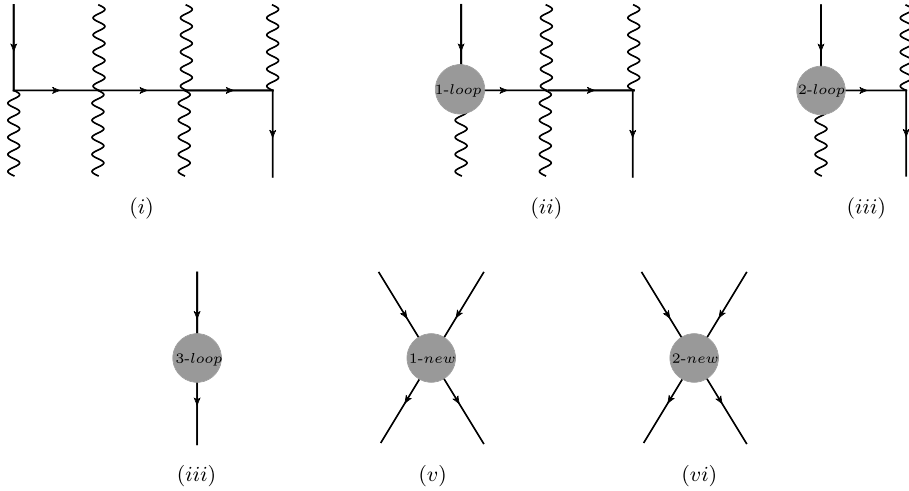 1-loop
2-loop
(i)
(ii)
(iii)
3-loop
1-new
2-new
(iii)
(v)
(vi)